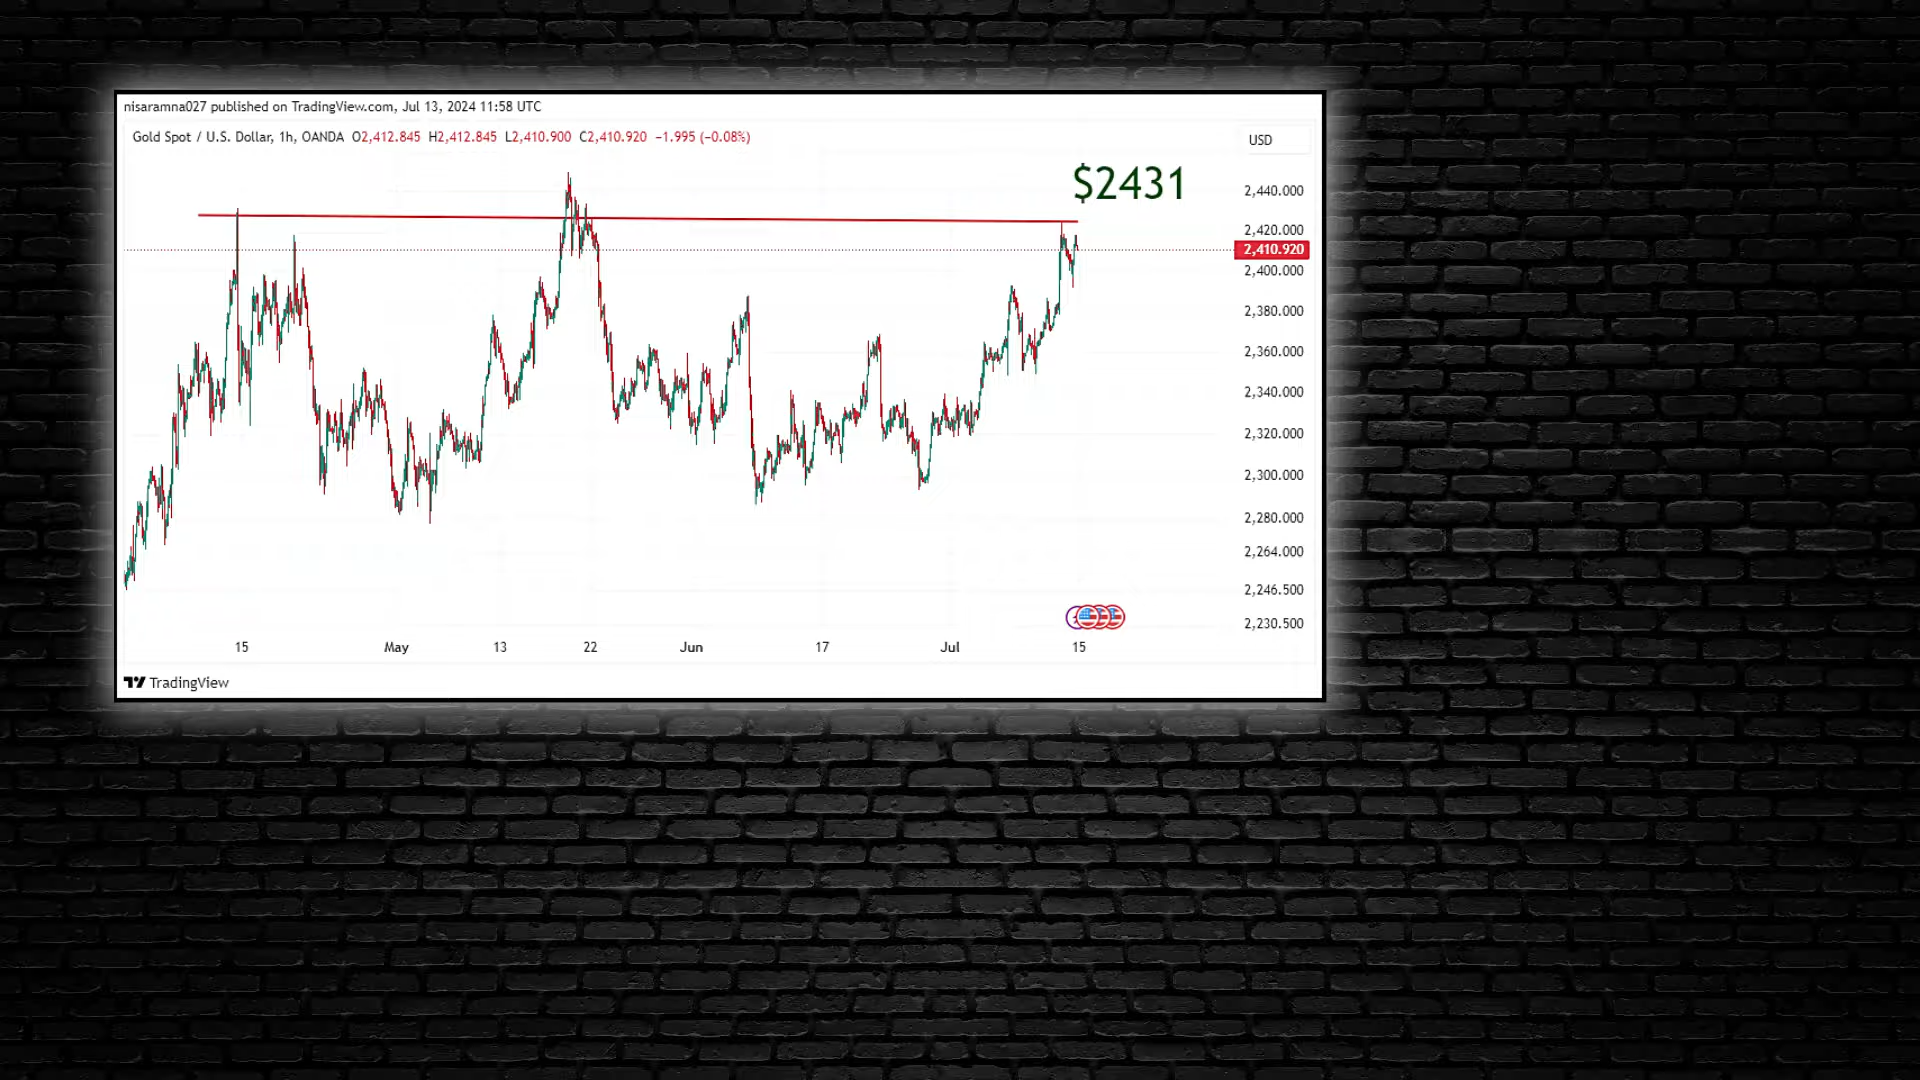 nisaramna027 published on TradingView.com, Jul 13, 2024 11:58 UTC
Gold Spot / U.S. Dollar, 1h, OANDA O2,412.845 H2,412.845 L2,410.900 C2,410.920 −1.995 (−0.08%)
USD
$2431
2,440.000
2,420.000
2,410.920
2,400.000
2,380.000
2,360.000
2,340.000
2,320.000
2,300.000
2,280.000
2,264.000
2,246.500
2,230.500
15 May 13 22 Jun 17 Jul 15
TradingView